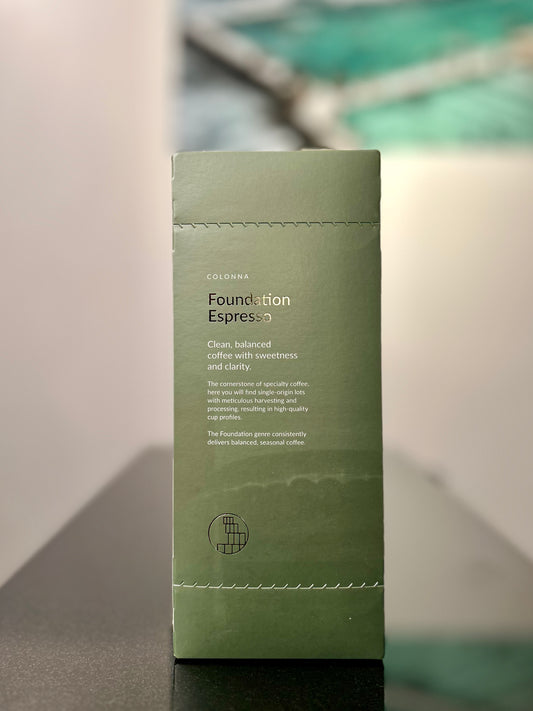 COLONNA
Foundation
Espresso
Clean, balanced
coffee with sweetness
and clarity.
The cornerstone of specialty coffee,
here you will find single-origin lots
with meticulous harvesting and
processing, resulting in high-quality
cup profiles.
The Foundation genre consistently
delivers balanced, seasonal coffee.